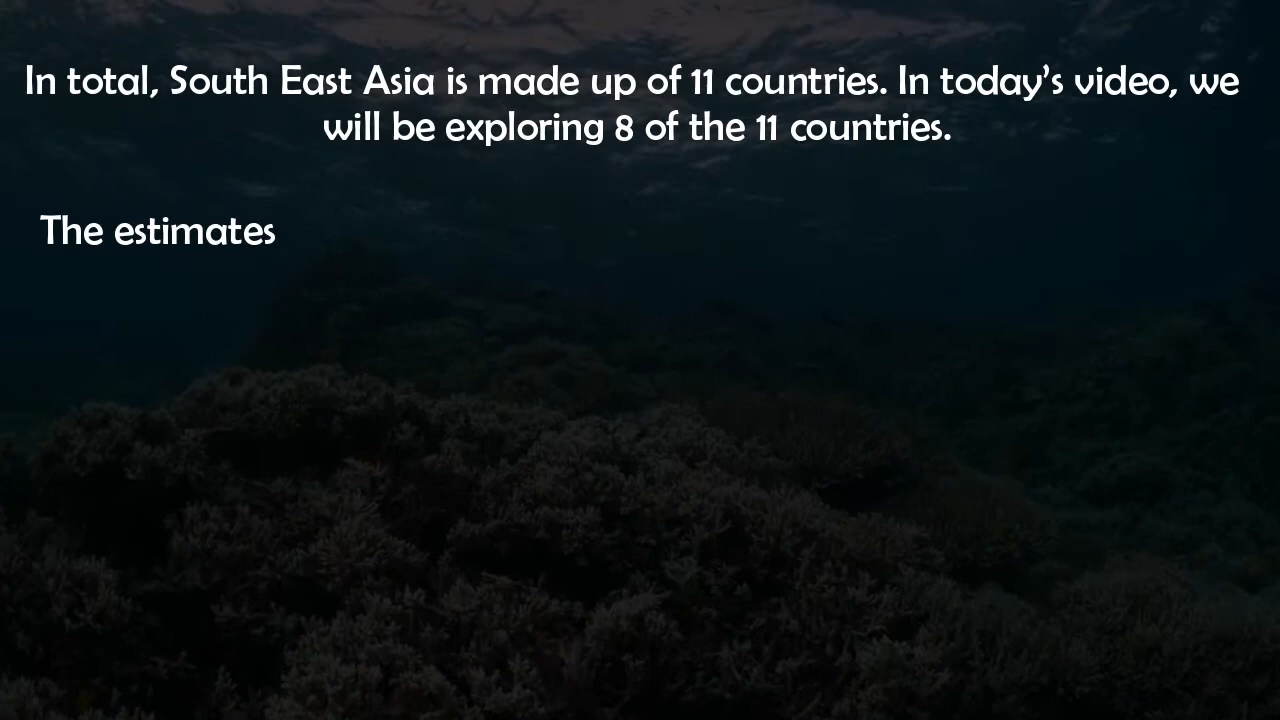 In total, South East Asia is made up of 11 countries. In today’s video, we
will be exploring 8 of the 11 countries.
The estimates